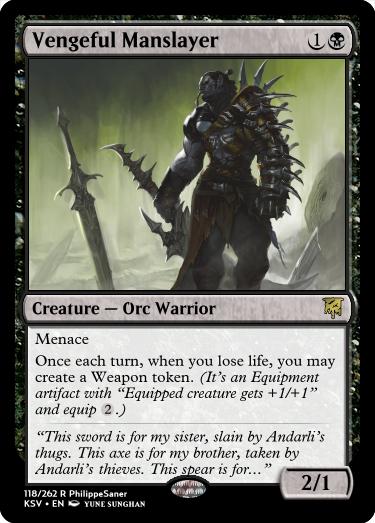 Vengeful Manslayer 1
Creature — Orc Warrior
Menace
Once each turn, when you lose life, you may
create a Weapon token. (It's an Equipment
artifact with “Equipped creature gets +1/+1”
and equip 2.)
“This sword is for my sister, slain by Andarli's
thugs. This axe is for my brother, taken by
Andarli's thieves. This spear is for…”
2/1
118/262 R PhilippeSaner
KSV • EN YUNE SUNGHAN